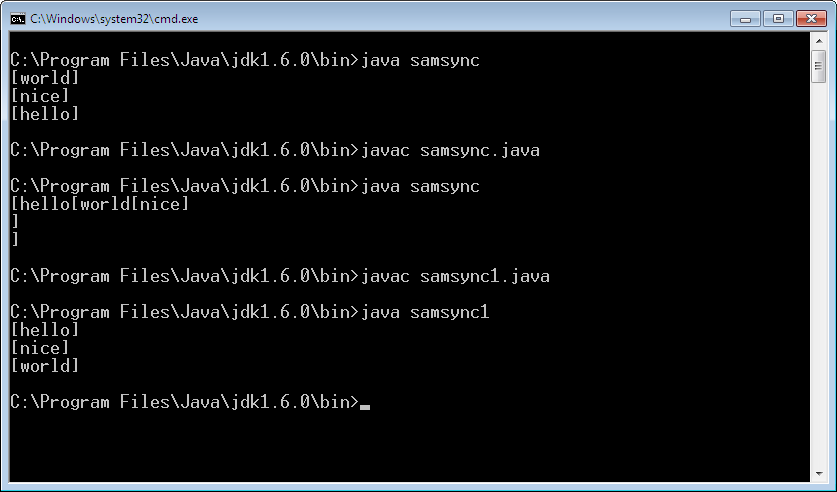 C:\Windows\system32\cmd.exe
C:\Program Files\Java\jdk1.6.0\bin>java samsync
[world]
[nice]
[hello]
C:\Program Files\Java\jdk1.6.0\bin>javac samsync.java
C:\Program Files\Java\jdk1.6.0\bin>java samsync
[hello[world[nice]
]
]
C:\Program Files\Java\jdk1.6.0\bin>javac samsync1.java
C:\Program Files\Java\jdk1.6.0\bin>java samsync1
[hello]
[nice]
[world]
C:\Program Files\Java\jdk1.6.0\bin>